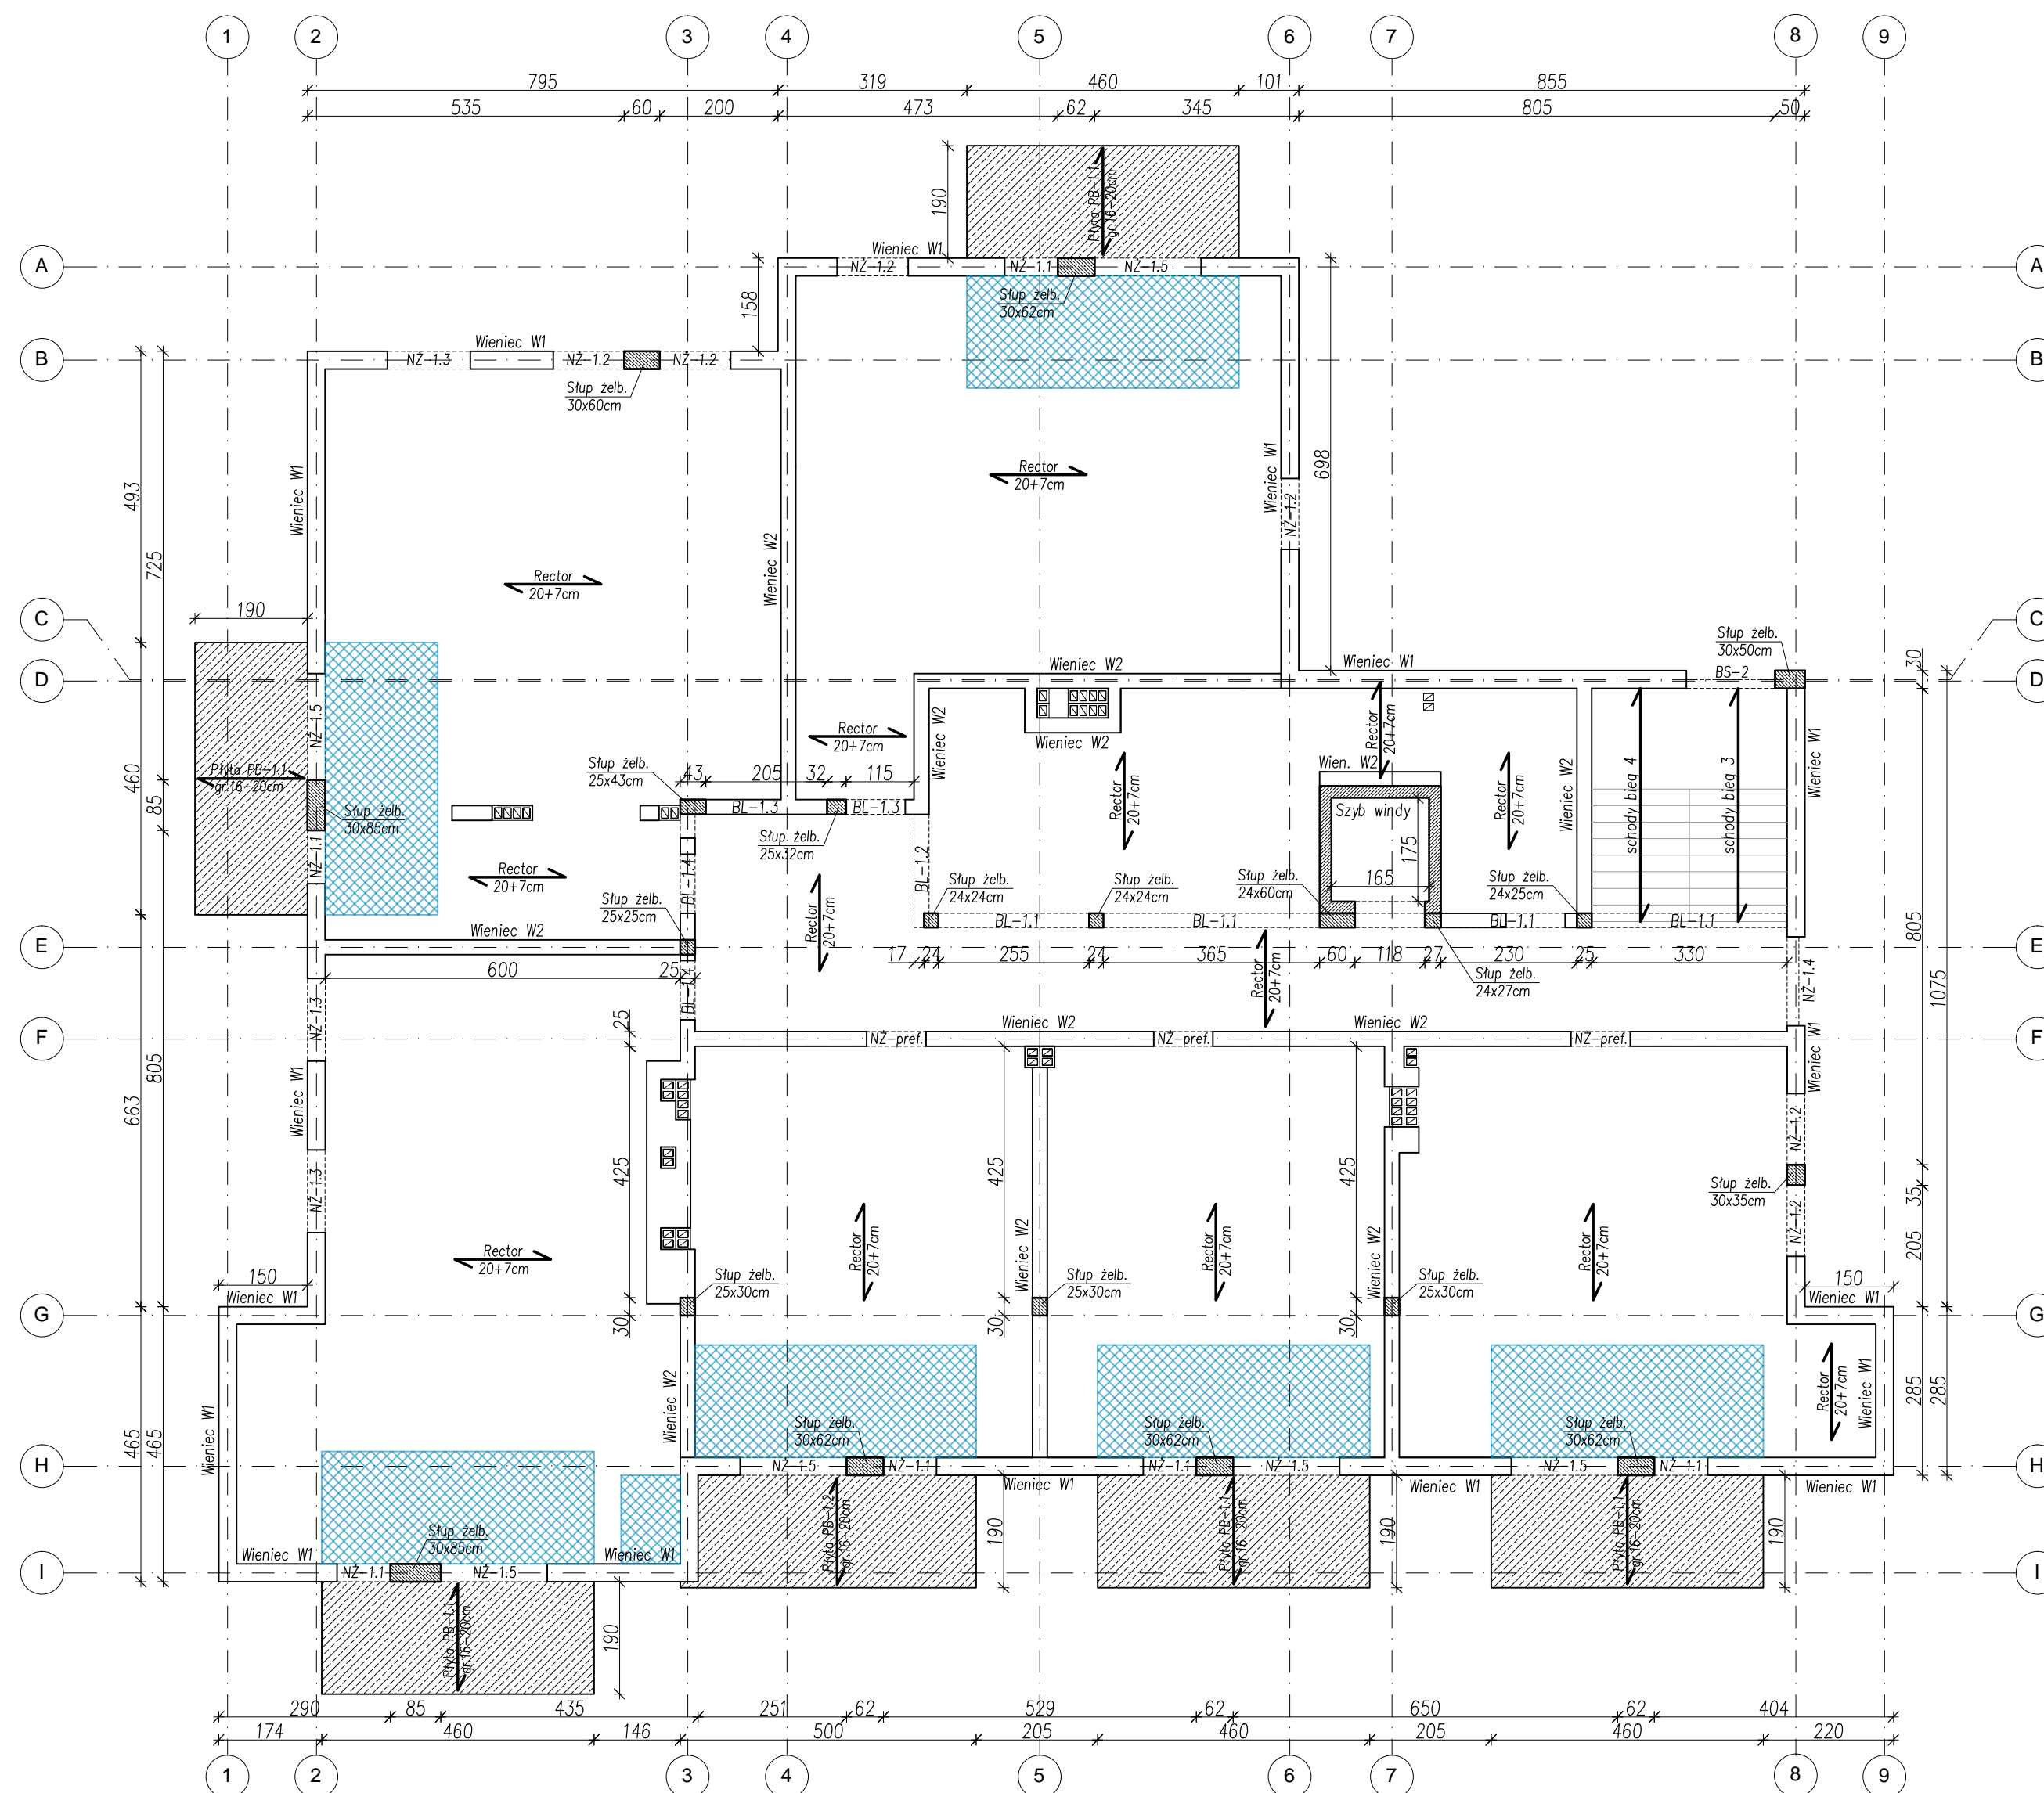 1 2 3 4 5 6 7 8 9
795 319 460 101 855
535 60 200 473 62 345 805 50
190
Płyta PB-1.1
gr.16-20cm
A
Wieniec W1
A
NŻ-1.2 NŻ-1.1 NŻ-1.5
Słup żelb.
30x62cm
158
B
Wieniec W1
B
NŻ-1.3 NŻ-1.2 NŻ-1.2
Słup żelb.
30x60cm
Wieniec W1
Wieniec W1
698
Rector
20+7cm
493
NŻ-1.2
Wieniec W2
725
Rector
20+7cm
190
C
C
Słup żelb.
30x50cm
30
D
Wieniec W2
Wieniec W1
BS-2
D
NŻ-1.5
Rector
20+7cm
Wieniec W2
Wieniec W2
Rector
20+7cm
schody bieg 4
schody bieg 3
Wieniec W1
460
85
Płyta PB-1.1
gr.16-20cm
Słup żelb.
30x85cm
Słup żelb.
25x43cm
43 205 32 115
BL-1.3 BL-1.3
Słup żelb.
25x32cm
Rector
20+7cm
Wien. W2
Szyb windy
175
165
Rector
20+7cm
Wieniec W2
NŻ-1.1
Rector
20+7cm
BL-1.4
BL-1.2
Słup żelb.
25x25cm
Słup żelb.
24x24cm
Słup żelb.
24x24cm
Słup żelb.
24x60cm
Słup żelb.
24x25cm
BL-1.1 BL-1.1 BL-1.1 BL-1.1
Rector
20+7cm
Wieniec W2
E
E
600 25
17 24 255 24 365 60 118 27 230 25 330
Rector
20+7cm
Słup żelb.
24x27cm
BL-1.4
NŻ-1.4
805
1075
NŻ-1.3
25
F
Wieniec W2
Wieniec W2
F
NŻ-pref. NŻ-pref. NŻ-pref.
Wieniec W1
Wieniec W1
663
805
NŻ-1.2
425 425 425
NŻ-1.3
Słup żelb.
30x35cm
35
NŻ-1.2
205
Rector
20+7cm
Rector
20+7cm
Rector
20+7cm
Rector
20+7cm
Wieniec W2
Wieniec W2
150
Wieniec W1
Słup żelb.
25x30cm
Słup żelb.
25x30cm
Słup żelb.
25x30cm
150
Wieniec W1
G
30 30 30
G
Wieniec W2
Rector
20+7cm
Wieniec W1
285
285
465
465
Wieniec W1
Słup żelb.
30x62cm
Słup żelb.
30x62cm
Słup żelb.
30x62cm
H
NŻ-1.5 NŻ-1.1 NŻ-1.1 NŻ-1.5 NŻ-1.5 NŻ-1.1
H
Wieniec W1 Wieniec W1 Wieniec W1
Płyta PB-1.2
gr.16-20cm
190
Płyta PB-1.1
gr.16-20cm
190
Płyta PB-1.1
gr.16-20cm
190
Słup żelb.
30x85cm
Wieniec W1
Wieniec W1
I
NŻ-1.1 NŻ-1.5
I
Płyta PB-1.1
gr.16-20cm
190
290 85 435 251 62 529 62 650 62 404
174 460 146 500 205 460 205 460 220
1 2 3 4 5 6 7 8 9